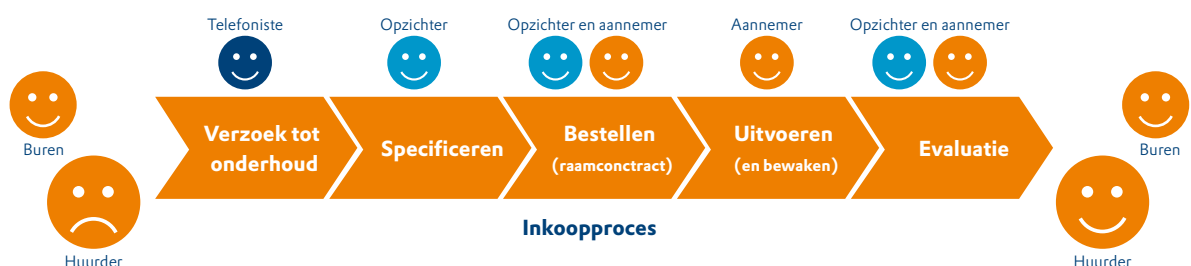 Telefoniste
Opzichter
Opzichter en aannemer
Aannemer
Opzichter en aannemer
Buren
Huurder
Verzoek tot
onderhoud
Specificeren
Bestellen
(raamconctract)
Uitvoeren
(en bewaken)
Evaluatie
Buren
Huurder
Inkoopproces